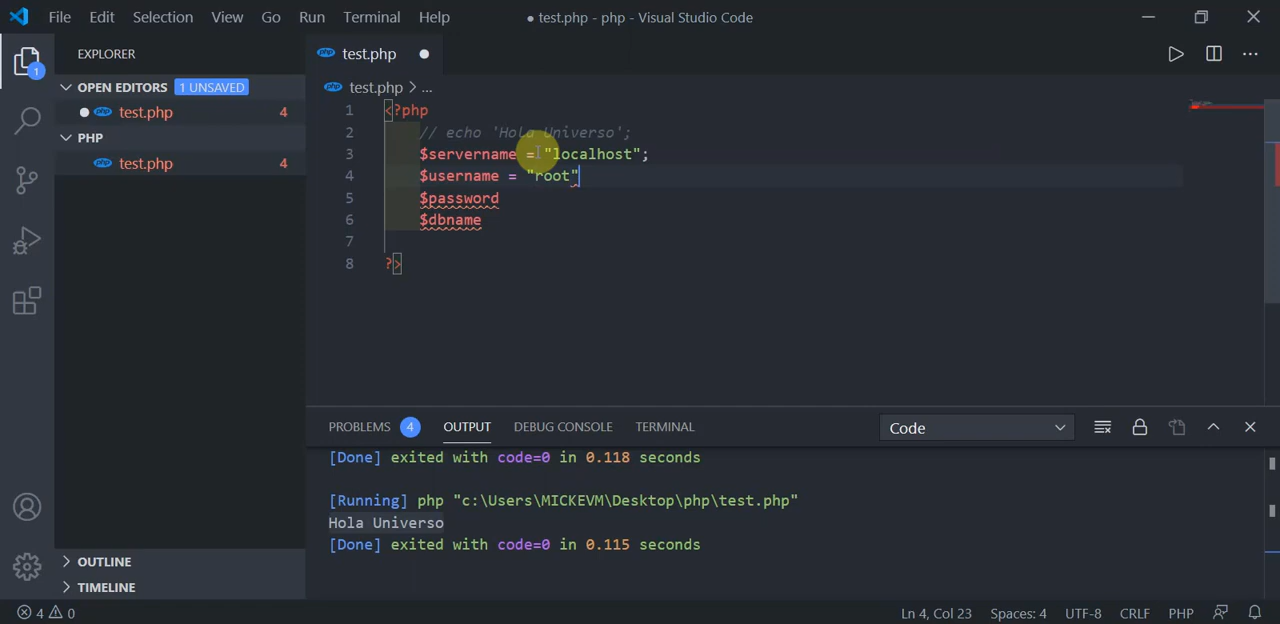 File Edit Selection View Go Run Terminal Help ● test.php - php - Visual Studio Code
EXPLORER
OPEN EDITORS 1 UNSAVED
php test.php 4
PHP
php test.php 4
OUTLINE
TIMELINE
1
php test.php
php test.php > ...
1 <?php
2 // echo 'Hola Universo';
3 $servername = "localhost";
4 $username = "root"
5 $password
6 $dbname
7
8 ?>
PROBLEMS 4 OUTPUT DEBUG CONSOLE TERMINAL Code
[Done] exited with code=0 in 0.118 seconds
[Running] php "c:\Users\MICKEVM\Desktop\php\test.php"
Hola Universo
[Done] exited with code=0 in 0.115 seconds
4 0 Ln 4, Col 23 Spaces: 4 UTF-8 CRLF PHP